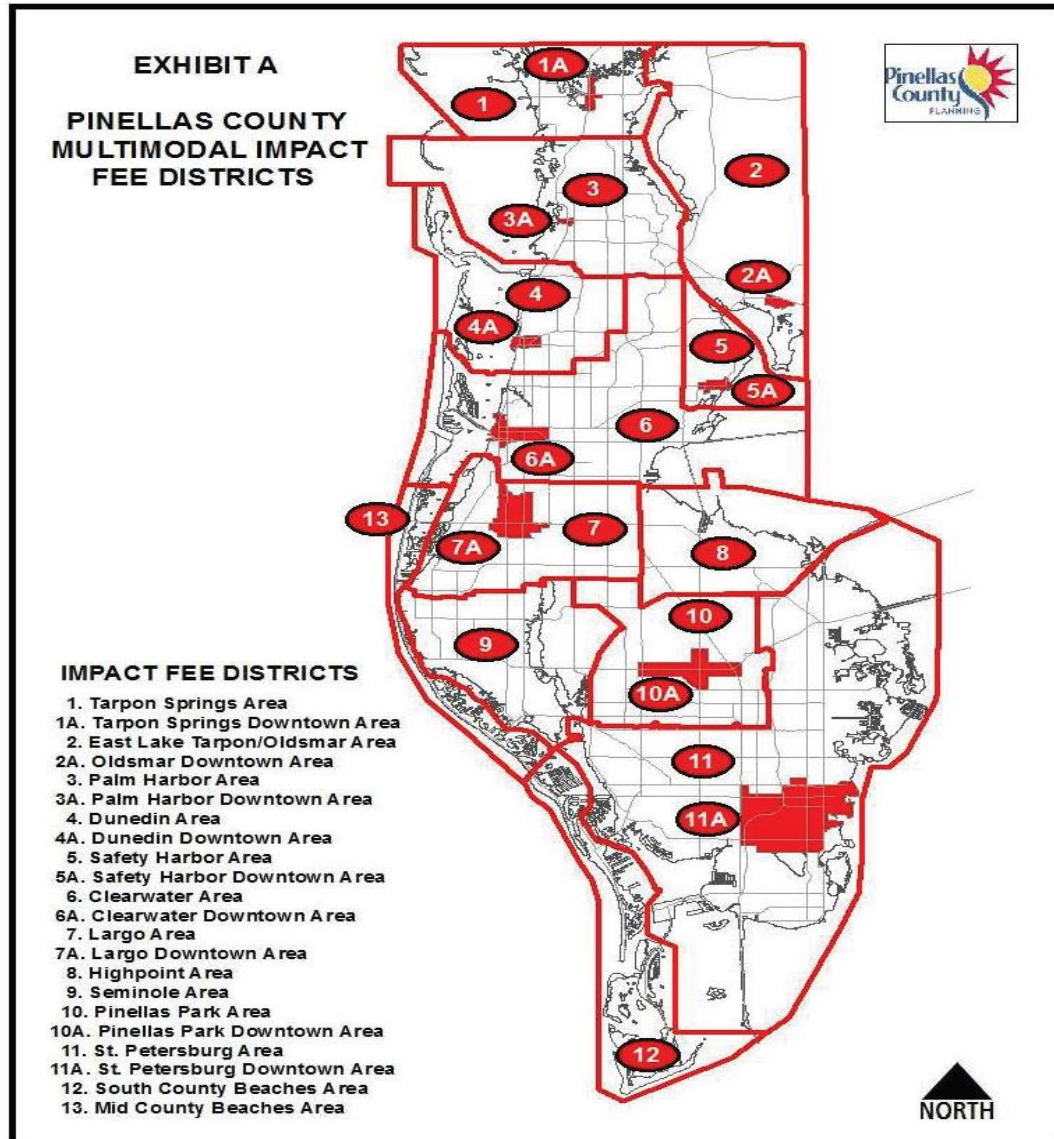 EXHIBIT A
PINELLAS COUNTY
MULTIMODAL IMPACT
FEE DISTRICTS
Pinellas
County
PLANNING
1A
1
2
3
3A
2A
4
4A
5
5A
6
6A
13
7
7A
8
10
9
10A
11
11A
12
IMPACT FEE DISTRICTS
1. Tarpon Springs Area
1A. Tarpon Springs Downtown Area
2. East Lake Tarpon/Oldsmar Area
2A. Oldsmar Downtown Area
3. Palm Harbor Area
3A. Palm Harbor Downtown Area
4. Dunedin Area
4A. Dunedin Downtown Area
5. Safety Harbor Area
5A. Safety Harbor Downtown Area
6. Clearwater Area
6A. Clearwater Downtown Area
7. Largo Area
7A. Largo Downtown Area
8. Highpoint Area
9. Seminole Area
10. Pinellas Park Area
10A. Pinellas Park Downtown Area
11. St. Petersburg Area
11A. St. Petersburg Downtown Area
12. South County Beaches Area
13. Mid County Beaches Area
NORTH